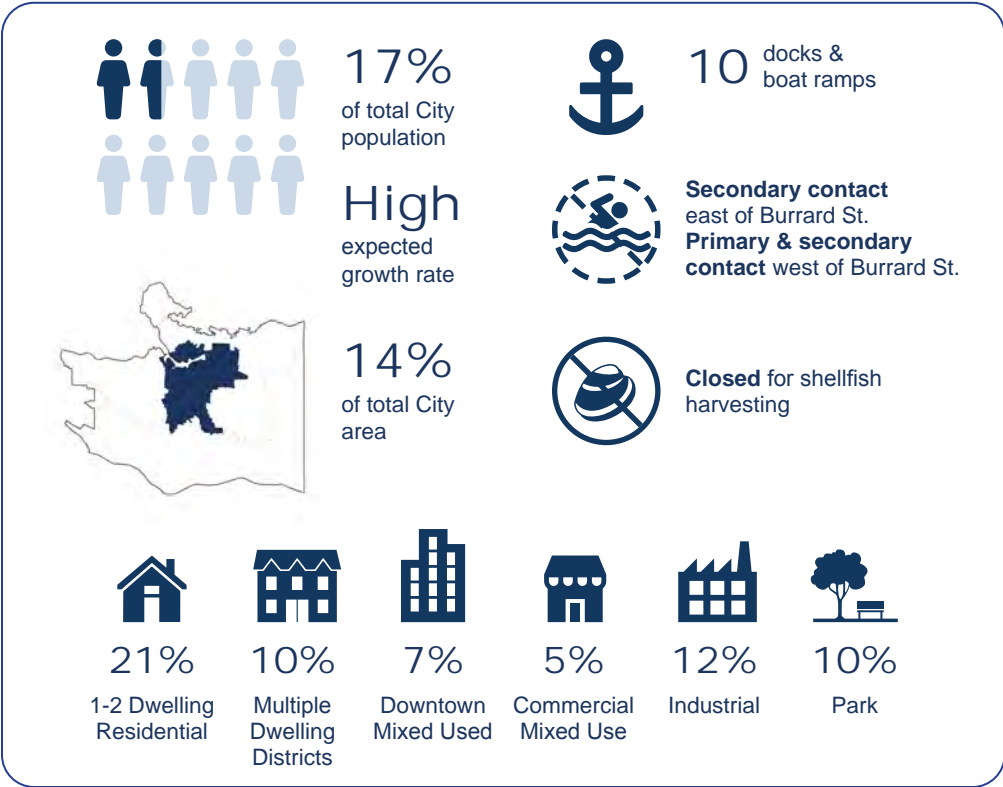 17%
of total City
population
High
expected
growth rate
14%
of total City
area
10
docks &
boat ramps
Secondary contact
east of Burrard St.
Primary & secondary
contact west of Burrard St.
Closed for shellfish
harvesting
21%
1-2 Dwelling
Residential
10%
Multiple
Dwelling
Districts
7%
Downtown
Mixed Used
5%
Commercial
Mixed Use
12%
Industrial
10%
Park